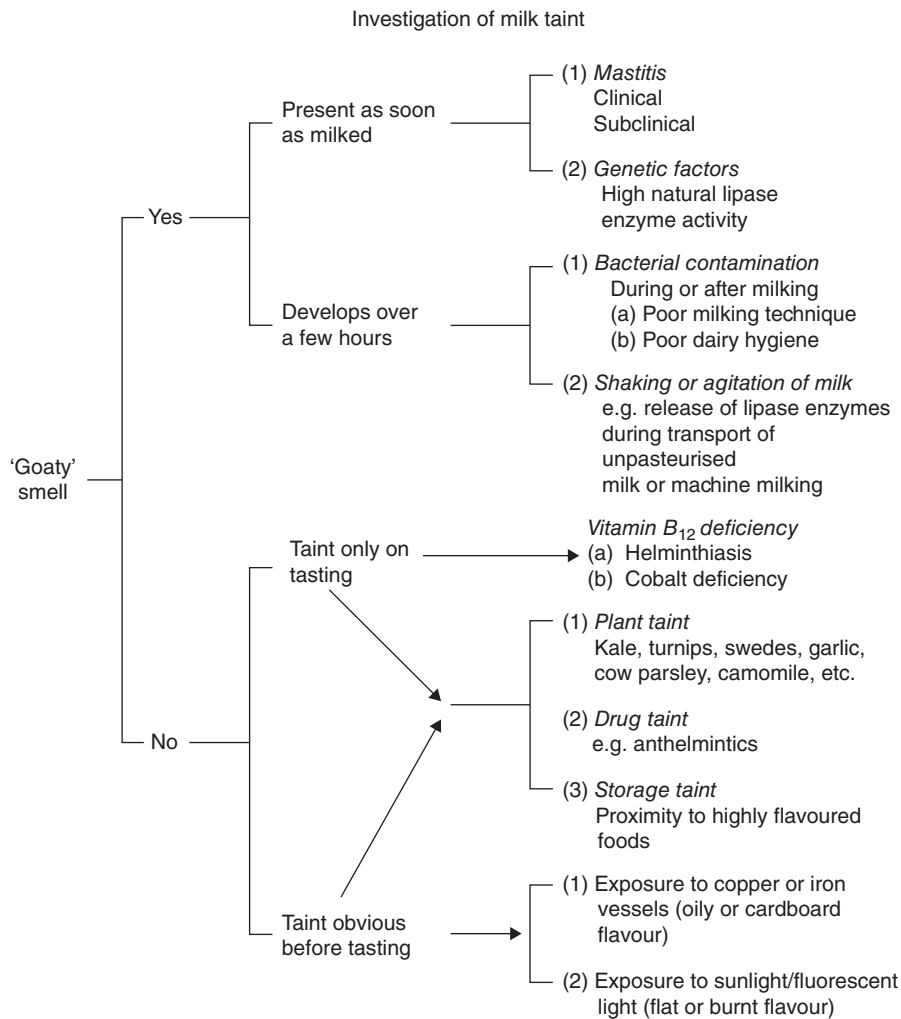 Investigation of milk taint
'Goaty'
smell
Yes
Present as soon
as milked
(1) Mastitis
Clinical
Subclinical
(2) Genetic factors
High natural lipase
enzyme activity
Develops over
a few hours
(1) Bacterial contamination
During or after milking
(a) Poor milking technique
(b) Poor dairy hygiene
(2) Shaking or agitation of milk
e.g. release of lipase enzymes
during transport of
unpasteurised
milk or machine milking
No
Taint only on
tasting
Vitamin B12 deficiency
(a) Helminthiasis
(b) Cobalt deficiency
(1) Plant taint
Kale, turnips, swedes, garlic,
cow parsley, camomile, etc.
(2) Drug taint
e.g. anthelmintics
(3) Storage taint
Proximity to highly flavoured
foods
Taint obvious
before tasting
(1) Exposure to copper or iron
vessels (oily or cardboard
flavour)
(2) Exposure to sunlight/fluorescent
light (flat or burnt flavour)